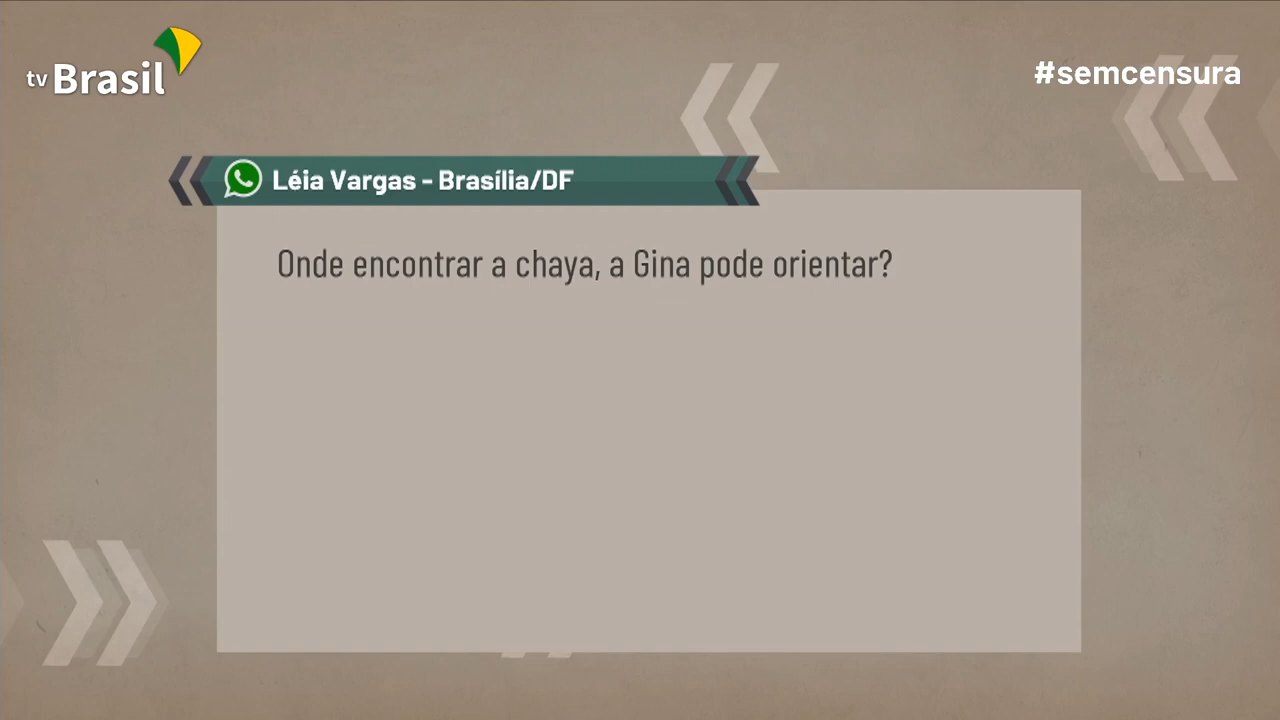 tv Brasil
#semcensura
Léia Vargas - Brasília/DF
Onde encontrar a chaya, a Gina pode orientar?